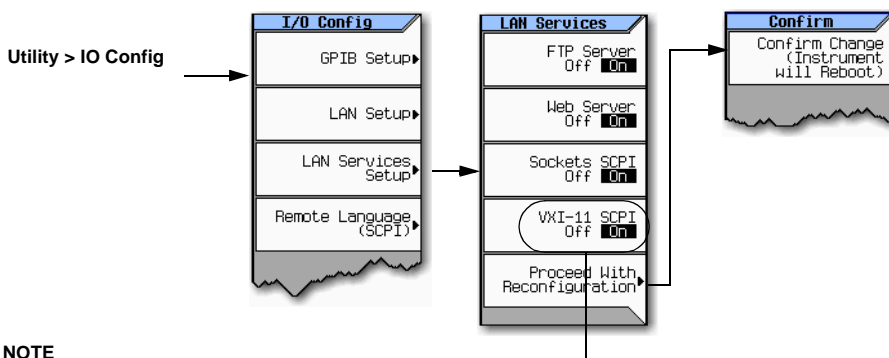 Utility > IO Config
I/O Config
GPIB Setup
LAN Setup
LAN Services
Setup
Remote Language
(SCPI)
LAN Services
FTP Server
Off On
Web Server
Off On
Sockets SCPI
Off On
VXI-11 SCPI
Off On
Proceed With
Reconfiguration
Confirm
Confirm Change
(Instrument
will Reboot)
NOTE